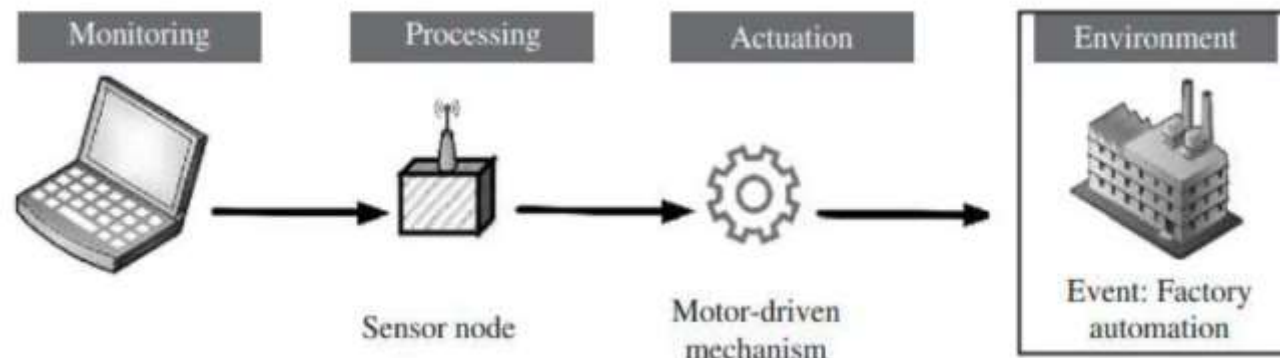 Monitoring
Processing
Actuation
Environment
Sensor node
Motor-driven
mechanism
Event: Factory
automation